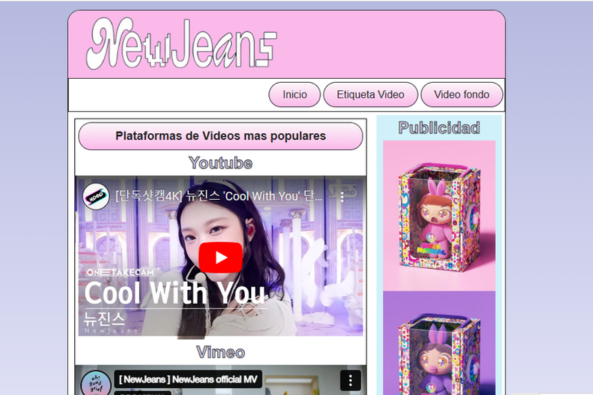 NewJeans
Inicio
Etiqueta Video
Video fondo
Plataformas de Videos mas populares
Publicidad
Youtube
[단독샷캠4K] 뉴진스 'Cool With You' 단...
ONETAKECAM
Cool With You
뉴진스
NewJeans
Vimeo
[ NewJeans ] NewJeans official MV